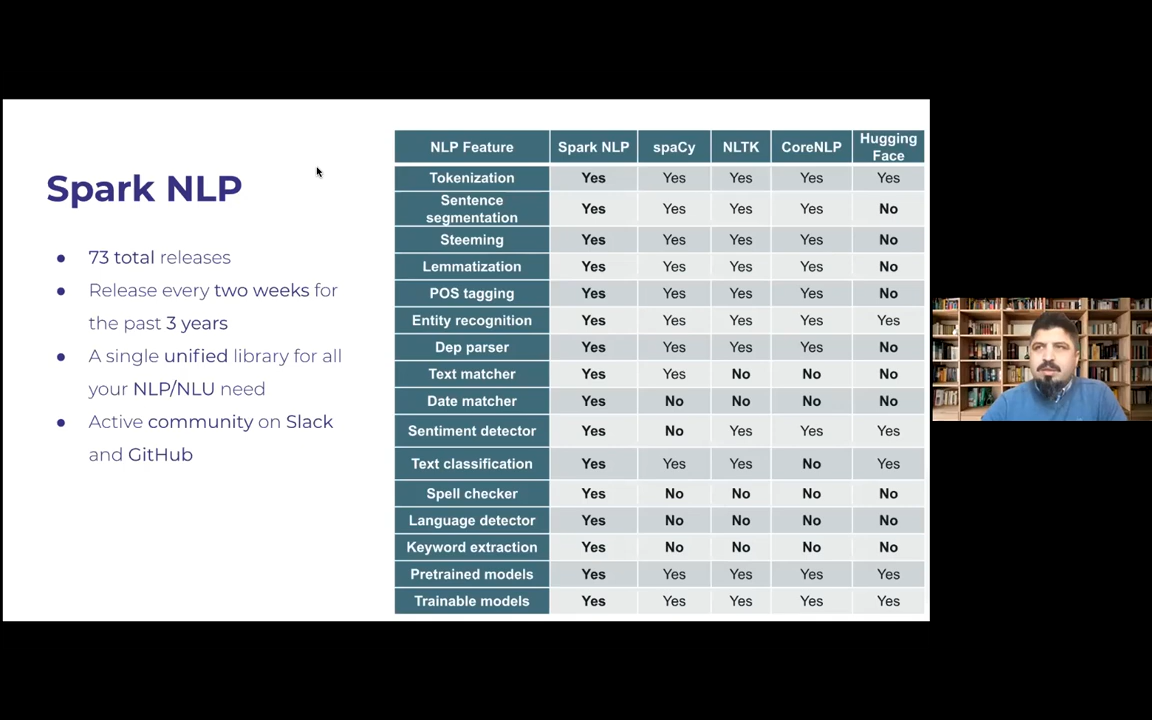 Spark NLP
73 total releases
Release every two weeks for
the past 3 years
A single unified library for all
your NLP/NLU need
Active community on Slack
and GitHub
NLP Feature Spark NLP spaCy NLTK CoreNLP Hugging Face
Tokenization Yes Yes Yes Yes Yes
Sentence segmentation Yes Yes Yes Yes No
Steeming Yes Yes Yes Yes No
Lemmatization Yes Yes Yes Yes No
POS tagging Yes Yes Yes Yes No
Entity recognition Yes Yes Yes Yes Yes
Dep parser Yes Yes Yes Yes No
Text matcher Yes Yes No No No
Date matcher Yes No No No No
Sentiment detector Yes No Yes Yes Yes
Text classification Yes Yes Yes No Yes
Spell checker Yes No No No No
Language detector Yes No No No No
Keyword extraction Yes No No No No
Pretrained models Yes Yes Yes Yes Yes
Trainable models Yes Yes Yes Yes Yes